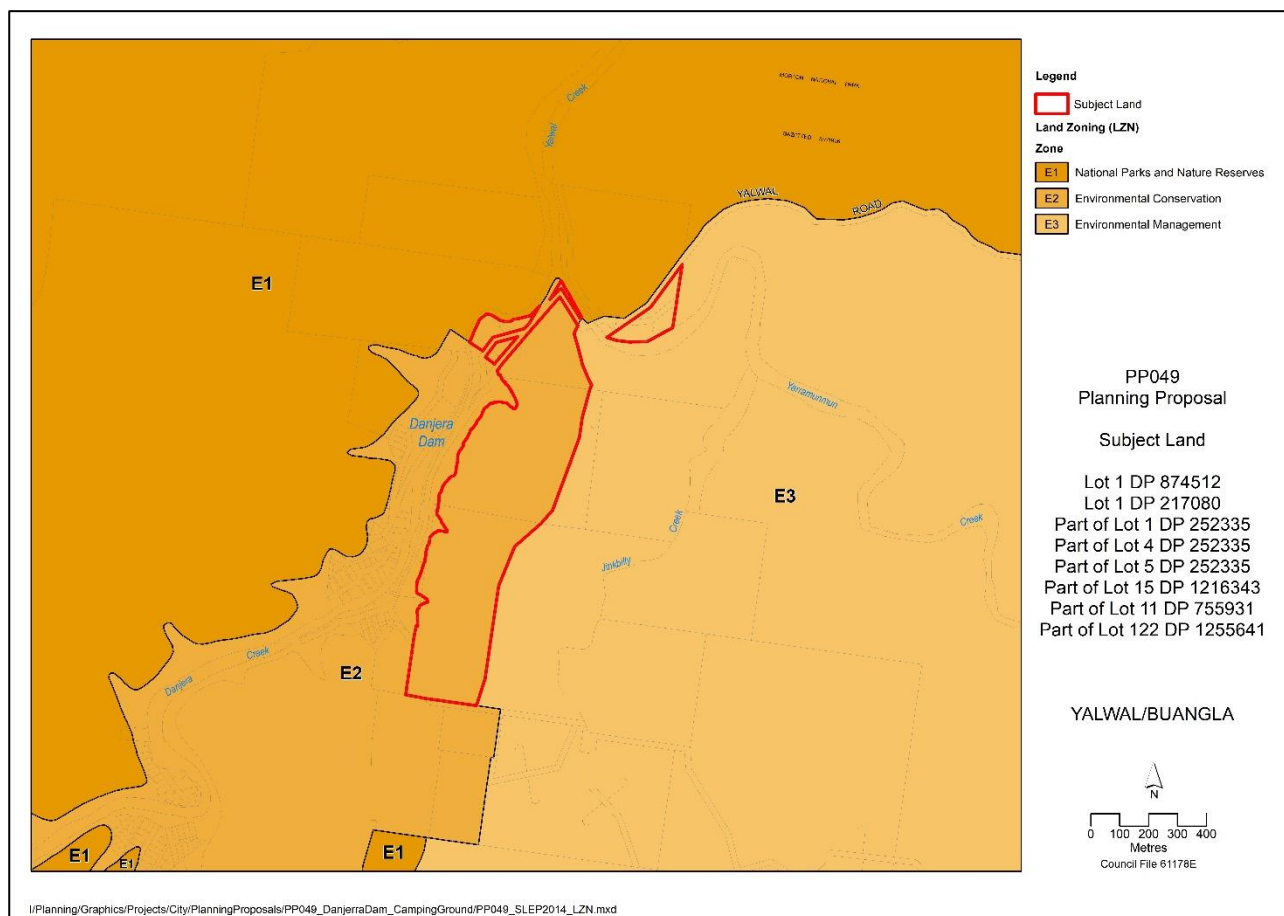 MORTON NATIONAL PARK
Yalwal Creek
YALWAL ROAD
E1
Danjera
Dam
E3
Yarramunmun
Creek
Jinkbilly Creek
E2
Danjera Creek
E1
E1
E1
Legend
Subject Land
Land Zoning (LZN)
Zone
E1 National Parks and Nature Reserves
E2 Environmental Conservation
E3 Environmental Management
PP049
Planning Proposal
Subject Land
Lot 1 DP 874512
Lot 1 DP 217080
Part of Lot 1 DP 252335
Part of Lot 4 DP 252335
Part of Lot 5 DP 252335
Part of Lot 15 DP 1216343
Part of Lot 11 DP 755931
Part of Lot 122 DP 1255641
YALWAL/BUANGLA
N
0 100 200 300 400
Metres
Council File 61178E
I/Planning/Graphics/Projects/City/PlanningProposals/PP049_DanjerraDam_CampingGround/PP049_SLEP2014_LZN.mxd